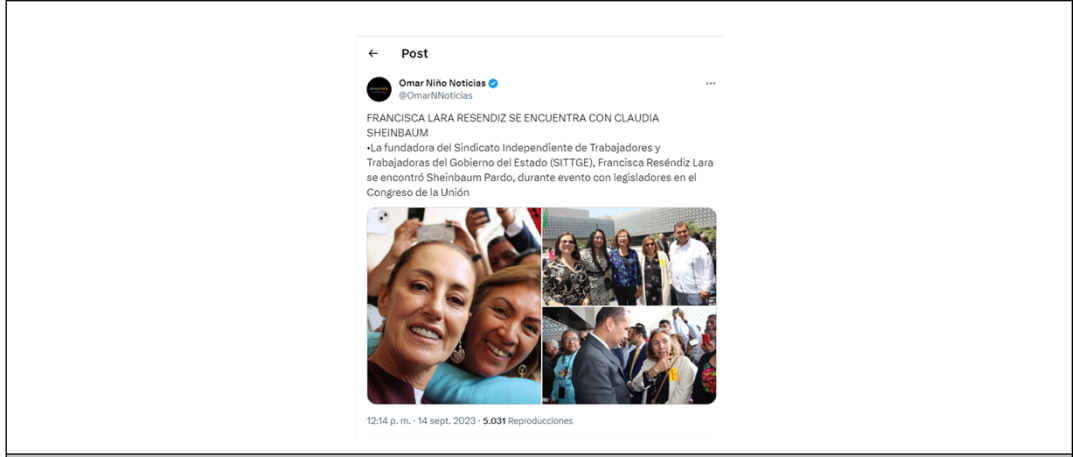 ← Post
Omar Niño Noticias
@OmarNNoticias
FRANCISCA LARA RESENDIZ SE ENCUENTRA CON CLAUDIA
SHEINBAUM
•La fundadora del Sindicato Independiente de Trabajadores y
Trabajadoras del Gobierno del Estado (SITTGE), Francisca Reséndiz Lara
se encontró Sheinbaum Pardo, durante evento con legisladores en el
Congreso de la Unión
12:14 p. m. · 14 sept. 2023 · 5.031 Reproducciones